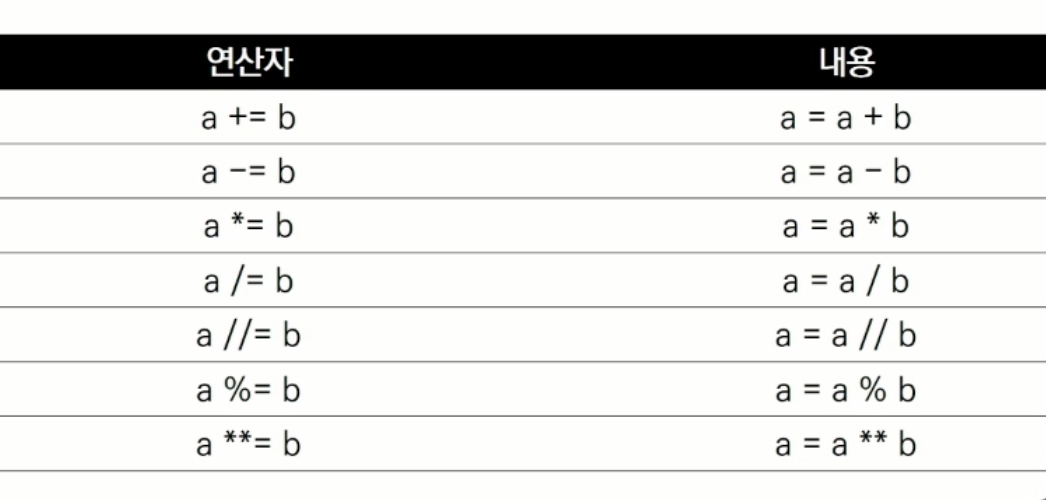 연산자 내용
a += b a = a + b
a -= b a = a - b
a *= b a = a * b
a /= b a = a / b
a //= b a = a // b
a %= b a = a % b
a **= b a = a ** b